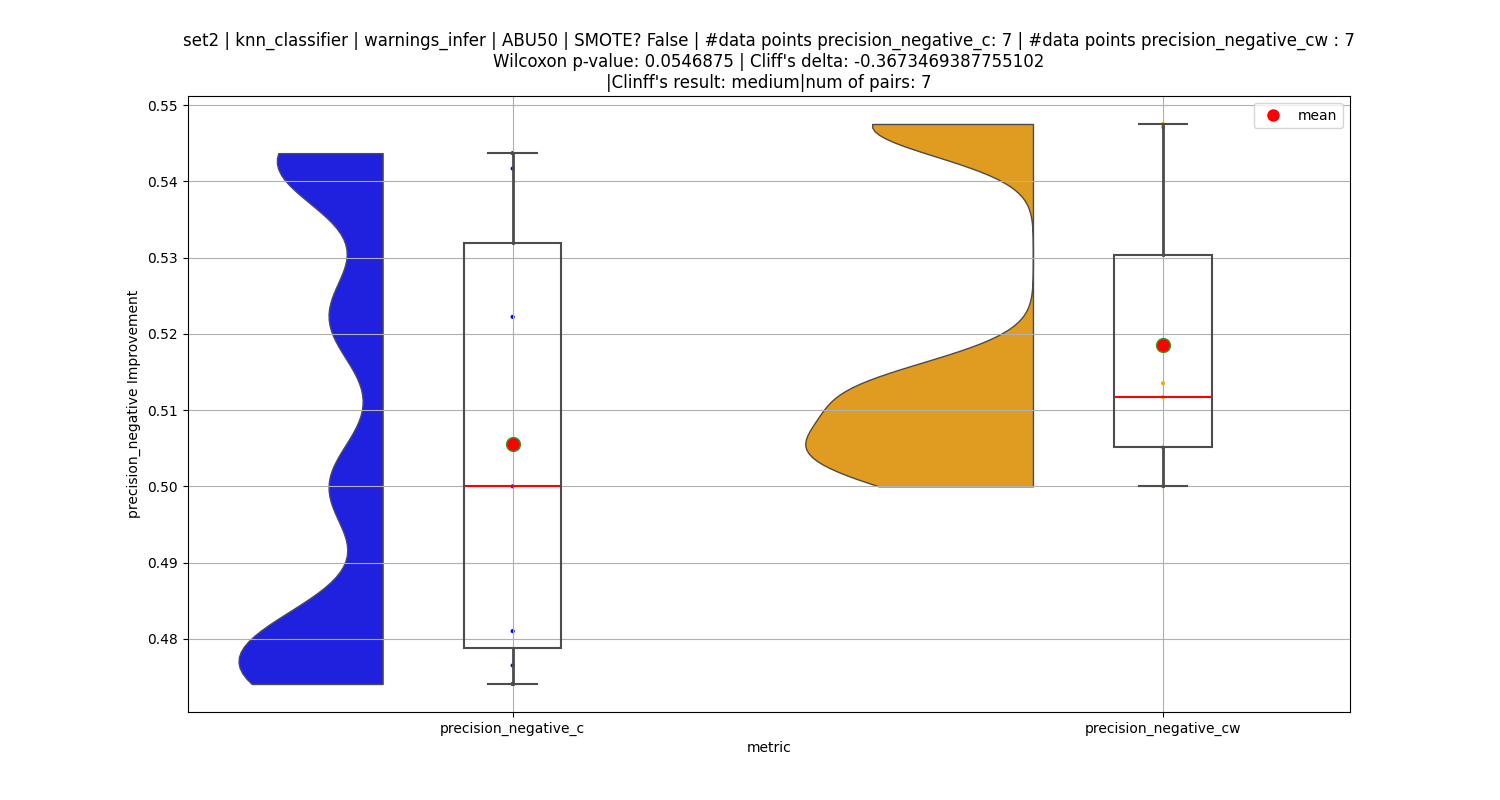 set2 | knn_classifier | warnings_infer | ABU50 | SMOTE? False | #data points precision_negative_c: 7 | #data points precision_negative_cw : 7
Wilcoxon p-value: 0.0546875 | Cliff's delta: -0.3673469387755102
|Clinff's result: medium|num of pairs: 7
mean
0.55
0.54
0.53
0.52
0.51
0.50
0.49
0.48
precision_negative Improvement
precision_negative_c
precision_negative_cw
metric